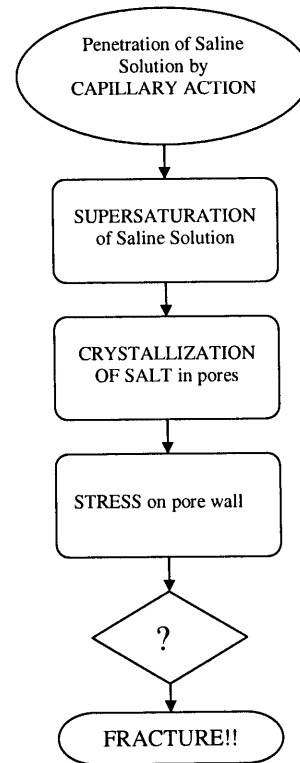 Penetration of Saline
Solution by
CAPILLARY ACTION
SUPERSATURATION
of Saline Solution
CRYSTALLIZATION
OF SALT in pores
STRESS on pore wall
?
FRACTURE!!